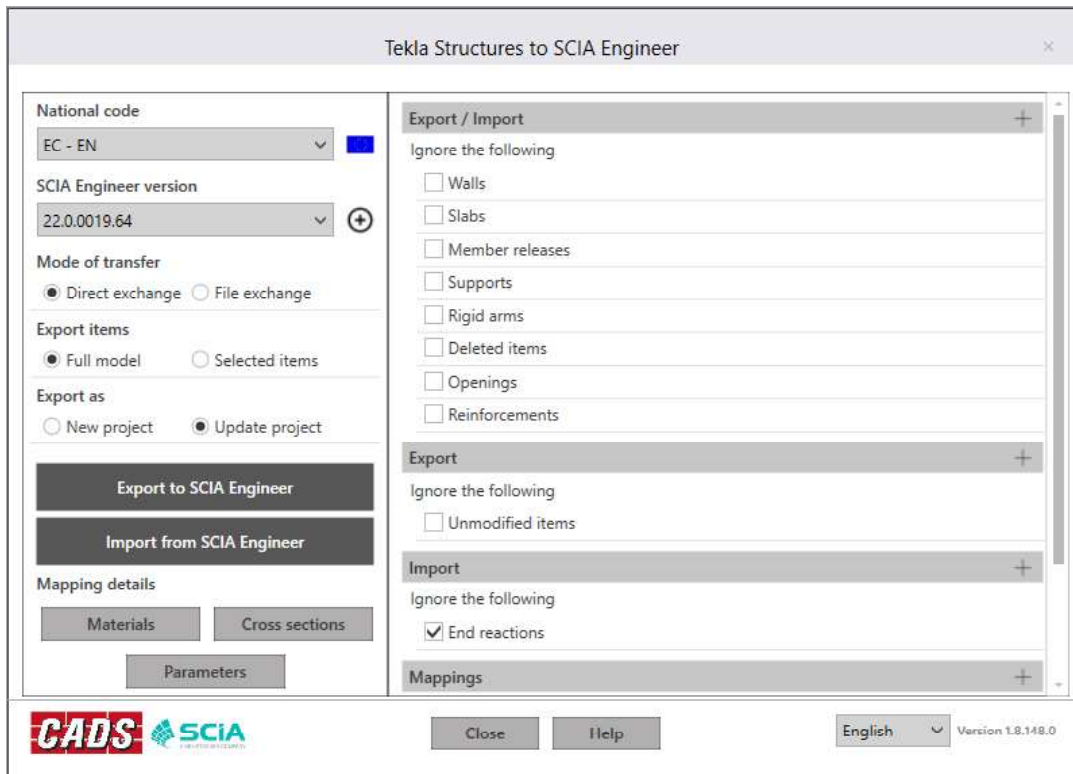 Tekla Structures to SCIA Engineer
National code
EC - EN
SCIA Engineer version
22.0.0019.64
Mode of transfer
Direct exchange
File exchange
Export items
Full model
Selected items
Export as
New project
Update project
Export to SCIA Engineer
Import from SCIA Engineer
Mapping details
Materials
Cross sections
Parameters
Export / Import
Ignore the following
Walls
Slabs
Member releases
Supports
Rigid arms
Deleted items
Openings
Reinforcements
Export
Ignore the following
Unmodified items
Import
Ignore the following
End reactions
Mappings
CADS
SCiA
Close
Help
English
Version 1.8.148.0